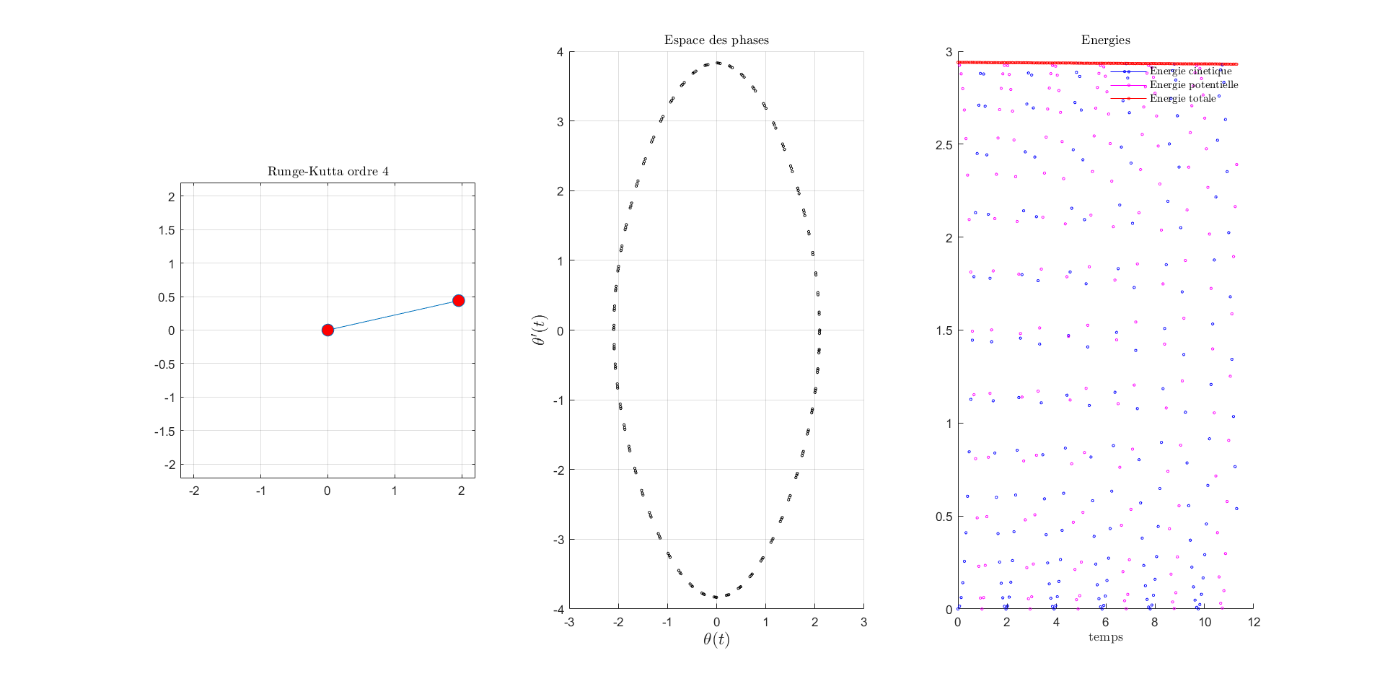 Runge-Kutta ordre 4
2
1.5
1
0.5
0
-0.5
-1
-1.5
-2
-2 -1 0 1 2
Espace des phases
θ′(t)
4
3
2
1
0
-1
-2
-3
-4
-3 -2 -1 0 1 2 3
θ(t)
Energies
3
2.5
2
1.5
1
0.5
0
Energie cinetique
Energie potentielle
Energie totale
0 2 4 6 8 10 12
temps